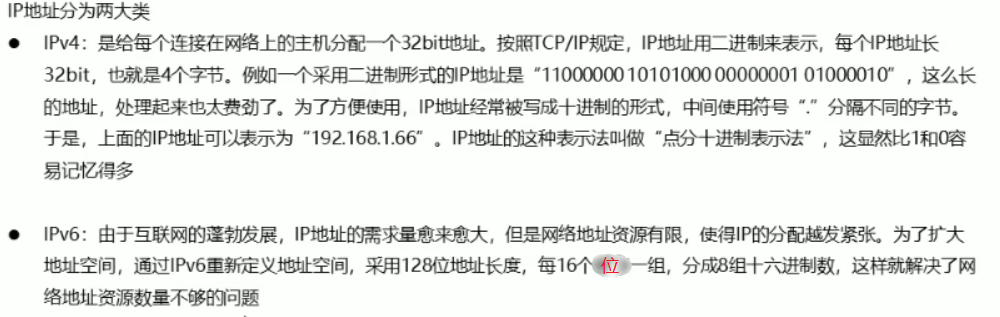 IP地址分为两大类
● IPv4：是给每个连接在网络上的主机分配一个32bit地址。按照TCP/IP规定，IP地址用二进制来表示，每个IP地址长
32bit，也就是4个字节。例如一个采用二进制形式的IP地址是“11000000 10101000 00000001 01000010”，这么长
的地址，处理起来也太费劲了。为了方便使用，IP地址经常被写成十进制的形式，中间使用符号“.”分隔不同的字节。
于是，上面的IP地址可以表示为“192.168.1.66”。IP地址的这种表示法叫做“点分十进制表示法”，这显然比1和0容
易记忆得多
● IPv6：由于互联网的蓬勃发展，IP地址的需求量愈来愈大，但是网络地址资源有限，使得IP的分配越发紧张。为了扩大
地址空间，通过IPv6重新定义地址空间，采用128位地址长度，每16个位一组，分成8组十六进制数，这样就解决了网
络地址资源数量不够的问题